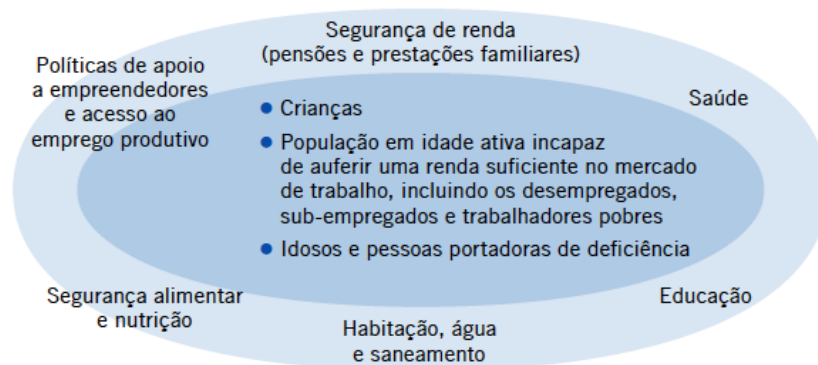 Segurança de renda
(pensões e prestações familiares)
Políticas de apoio
a empreendedores
e acesso ao
emprego produtivo
Saúde
● Crianças
● População em idade ativa incapaz
de auferir uma renda suficiente no mercado
de trabalho, incluindo os desempregados,
sub-empregados e trabalhadores pobres
● Idosos e pessoas portadoras de deficiência
Segurança alimentar
e nutrição
Habitação, água
e saneamento
Educação